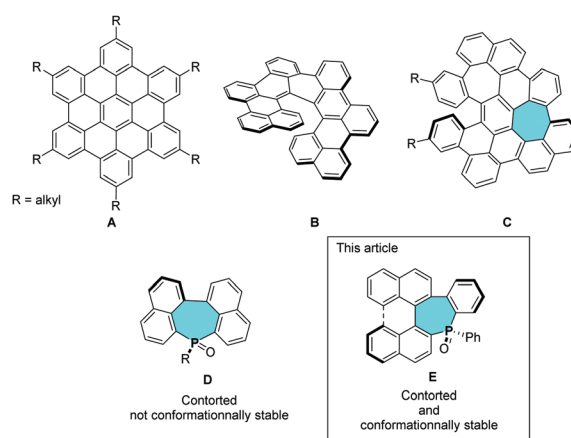 R
R
R
R
R
R
R = alkyl
A
B
R
R
C
This article
P
O
R
D
Contorted
not conformationnally stable
P
Ph
O
E
Contorted
and
conformationnally stable